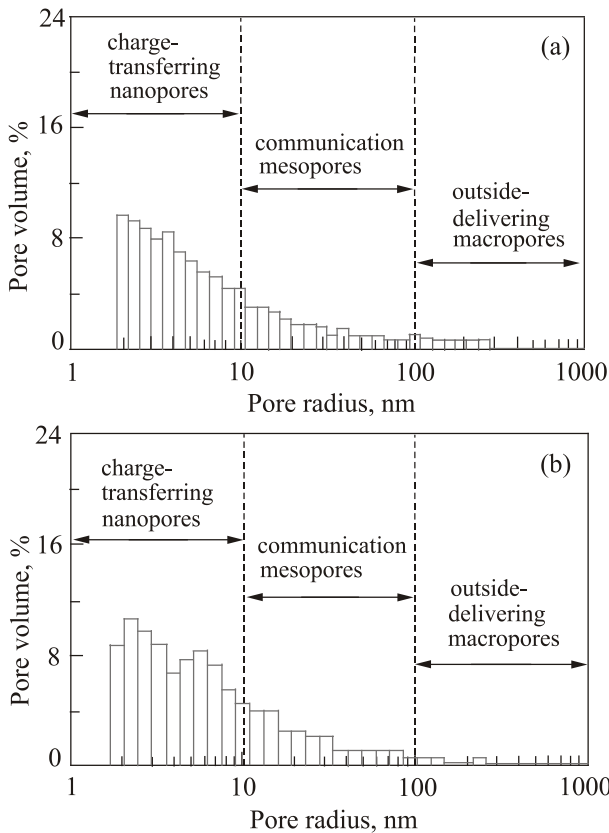 24
(a)
charge-
transferring
nanopores
16
communication
mesopores
outside-
delivering
macropores
8
0
Pore volume, %
1
10
100
1000
Pore radius, nm
24
(b)
charge-
transferring
nanopores
16
communication
mesopores
outside-
delivering
macropores
8
0
Pore volume, %
1
10
100
1000
Pore radius, nm